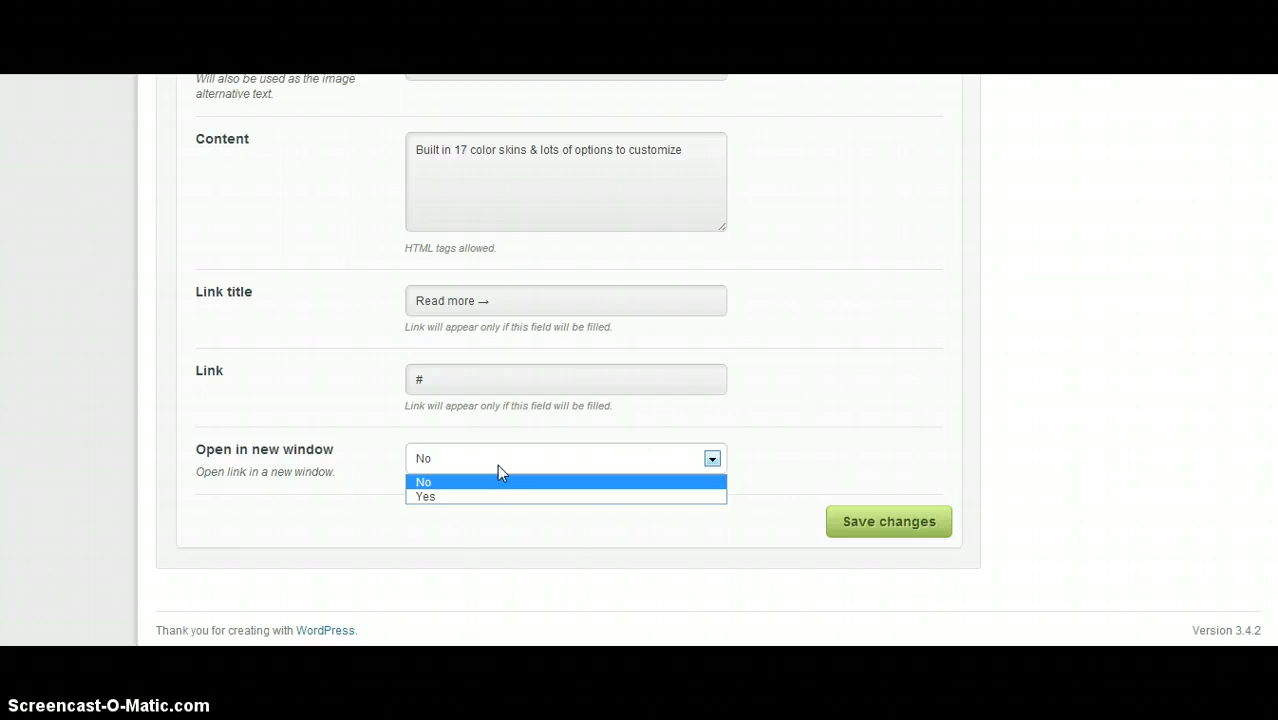 Will also be used as the image
alternative text.
Content
Built in 17 color skins & lots of options to customize
HTML tags allowed.
Link title
Read more →
Link will appear only if this field will be filled.
Link
#
Link will appear only if this field will be filled.
Open in new window
No
Open link in a new window.
No
Yes
Save changes
Thank you for creating with WordPress.
Version 3.4.2
Screencast-O-Matic.com